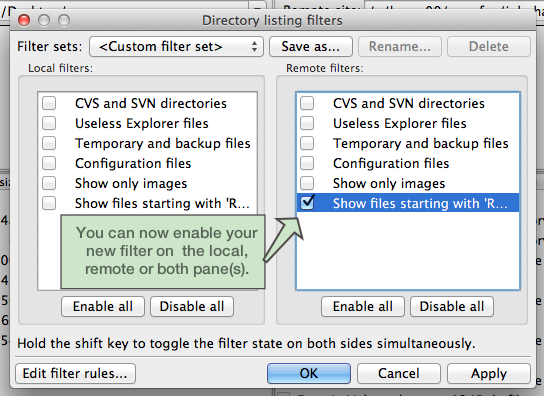 Directory listing filters
Filter sets: <Custom filter set> Save as... Rename... Delete
Local filters:
CVS and SVN directories
Useless Explorer files
Temporary and backup files
Configuration files
Show only images
Show files starting with 'R...
Enable all Disable all
Remote filters:
CVS and SVN directories
Useless Explorer files
Temporary and backup files
Configuration files
Show only images
Show files starting with 'R...
Enable all Disable all
You can now enable your
new filter on the local,
remote or both pane(s).
Hold the shift key to toggle the filter state on both sides simultaneously.
Edit filter rules... OK Cancel Apply